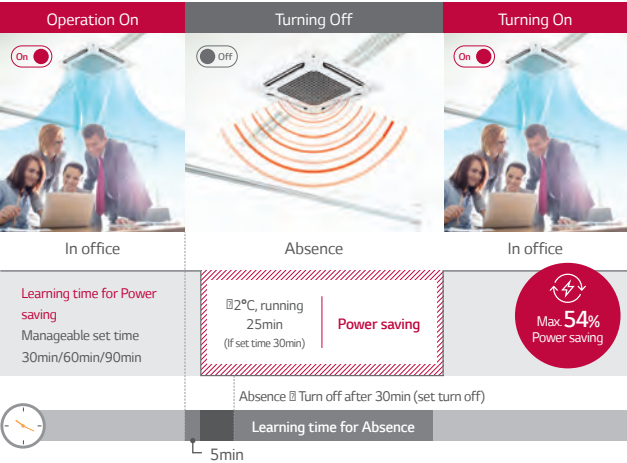 Operation On
Turning Off
Turning On
On
Off
On
In office
Absence
In office
Learning time for Power
saving
Manageable set time
30min/60min/90min
2°C, running
25min
(If set time 30min)
Power saving
Max. 54%
Power saving
Absence Turn off after 30min (set turn off)
Learning time for Absence
5min